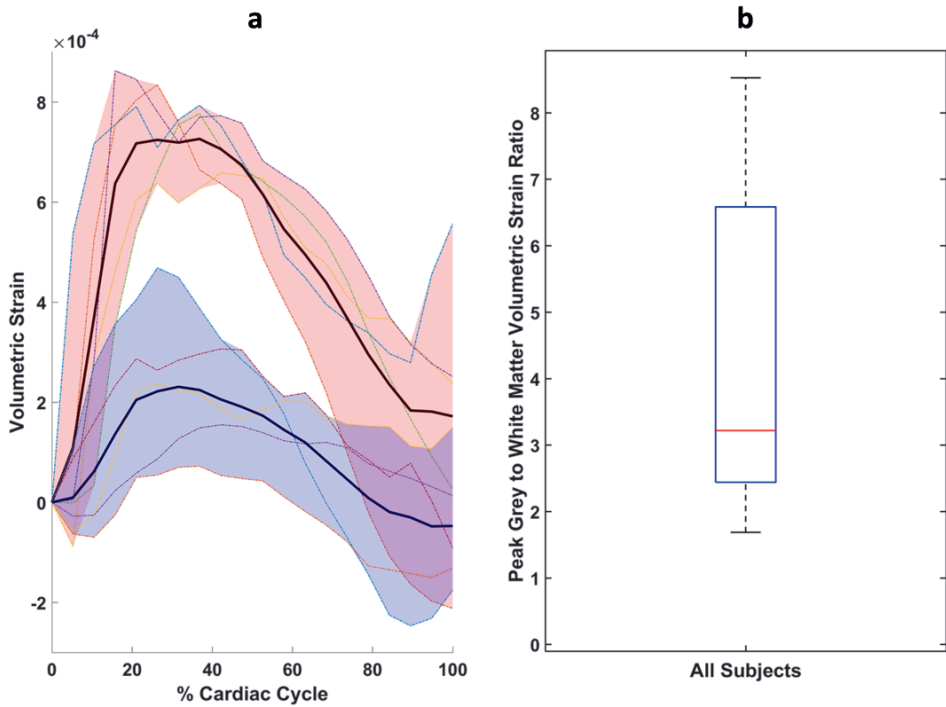 a
×10⁻⁴
8
6
4
2
0
-2
Volumetric Strain
0 20 40 60 80 100
% Cardiac Cycle
b
8
7
6
5
4
3
2
1
0
Peak Grey to White Matter Volumetric Strain Ratio
All Subjects